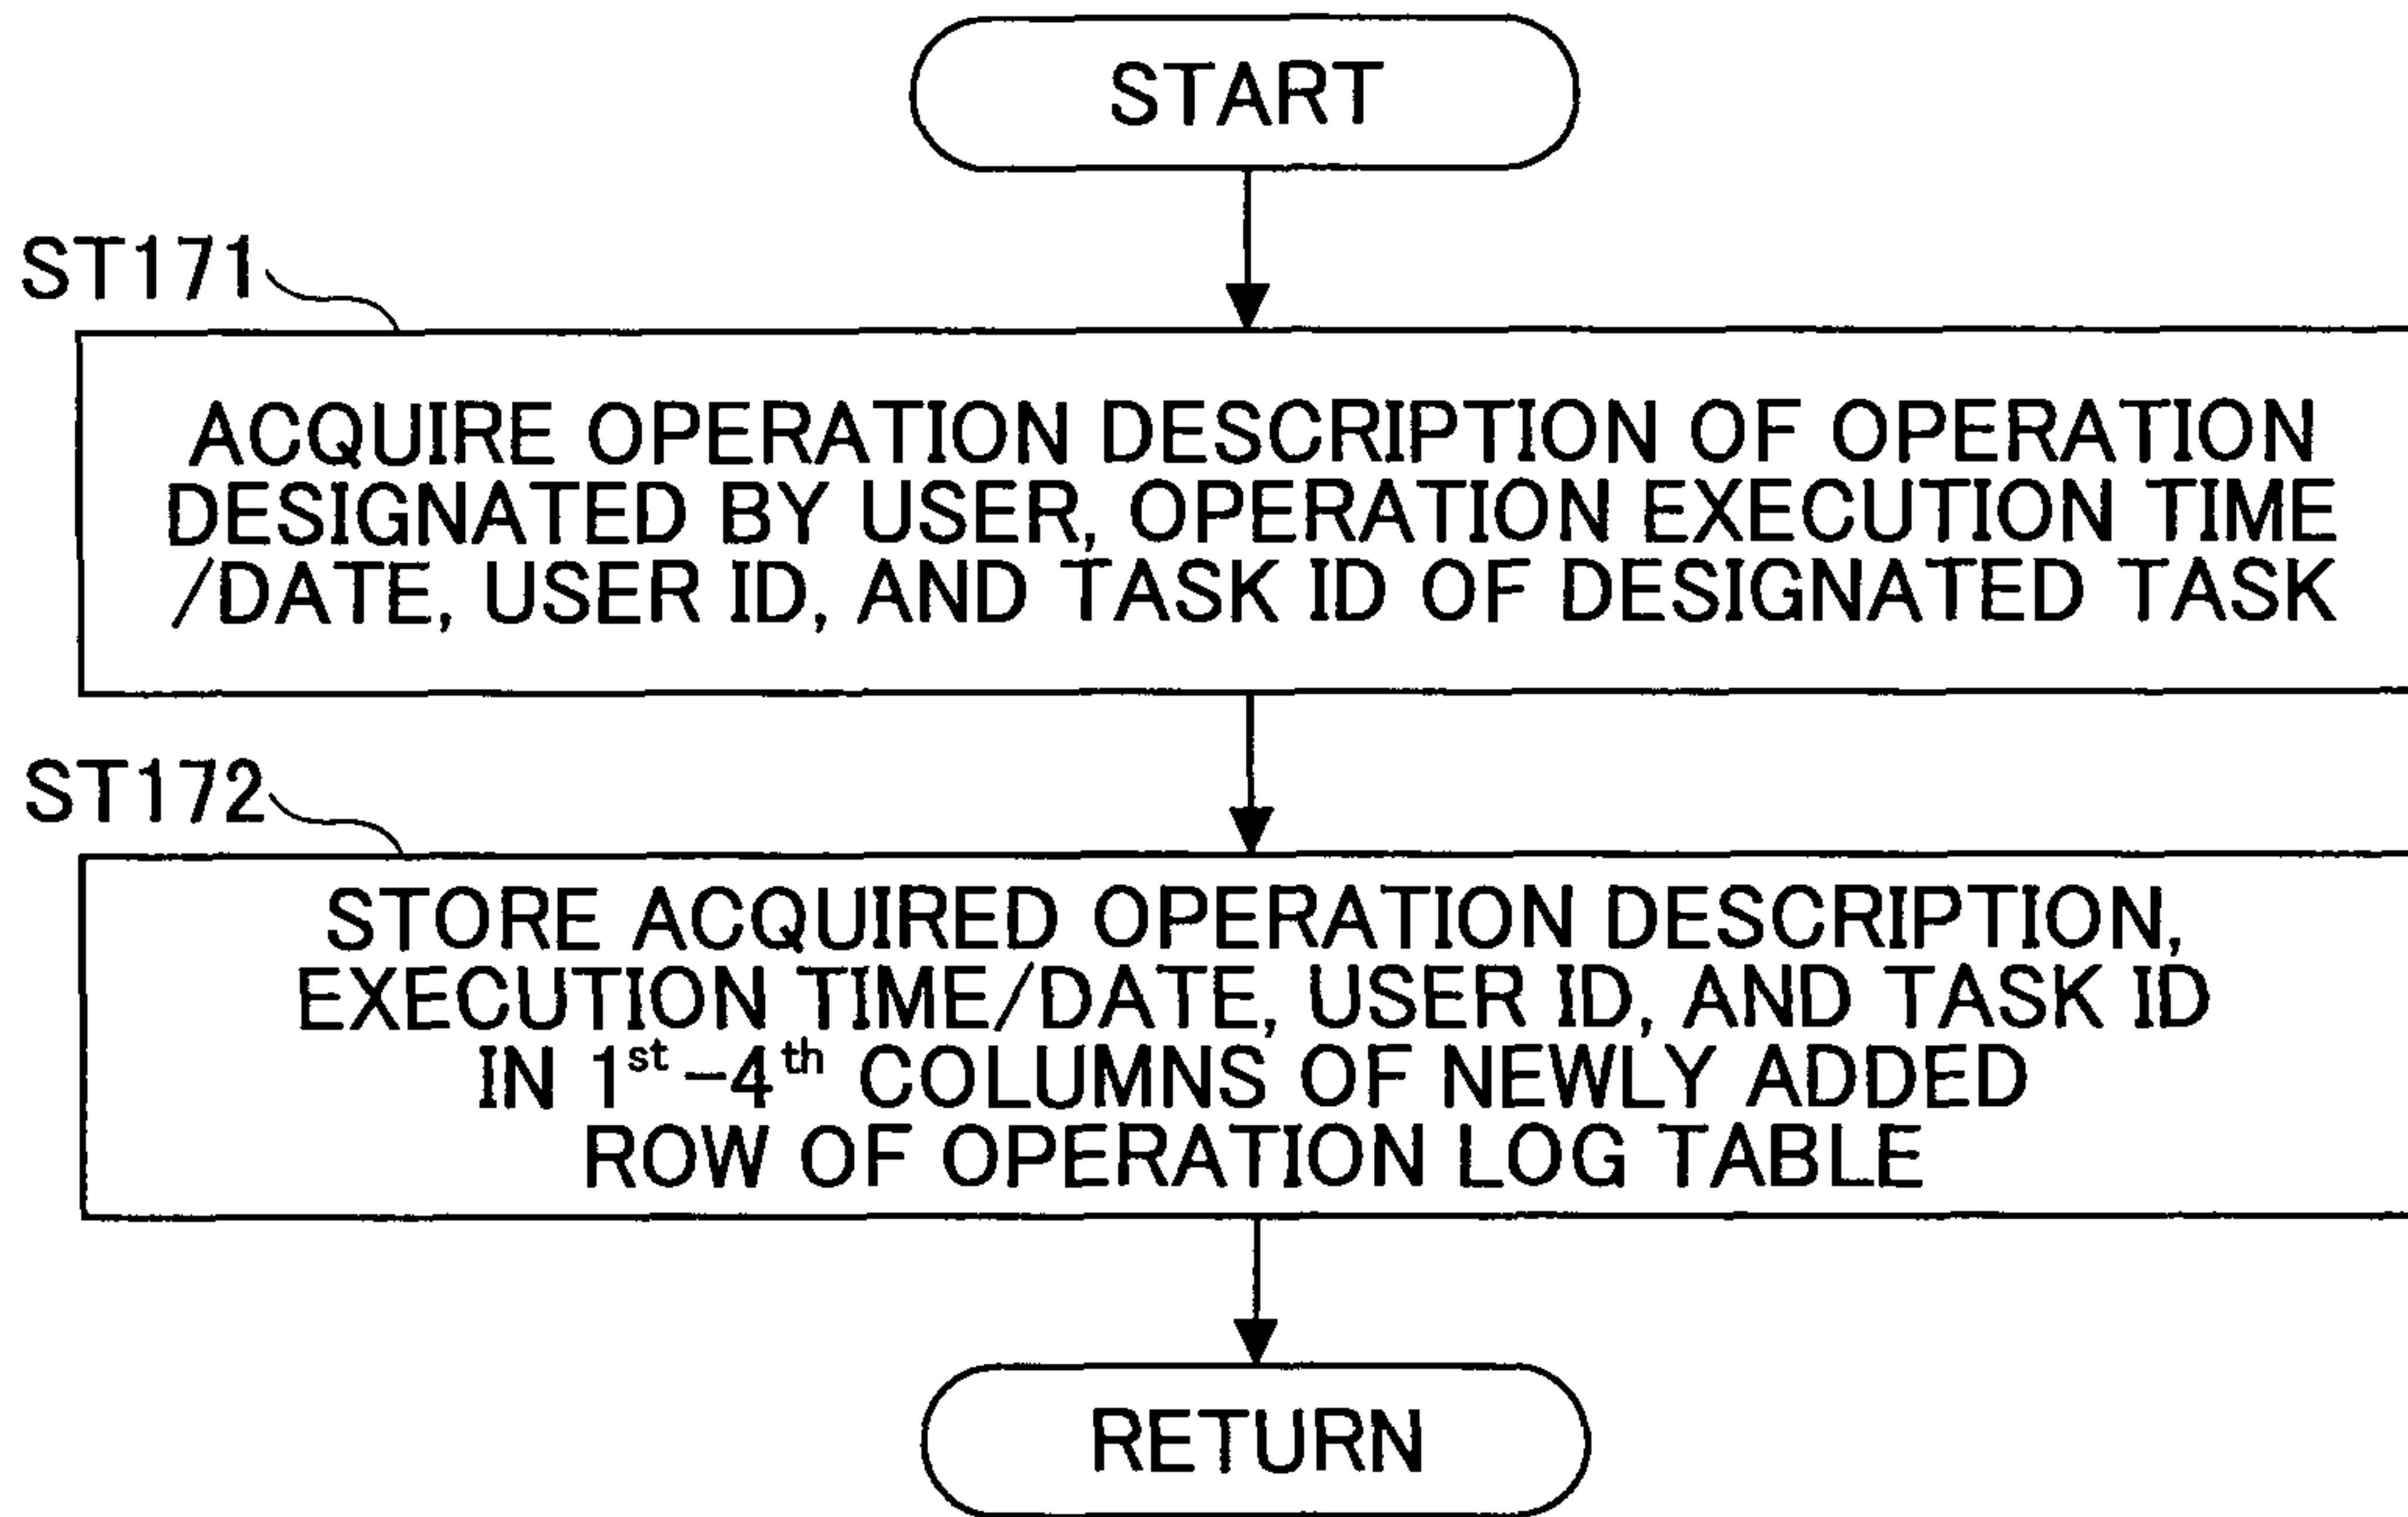 START
ST171
ACQUIRE OPERATION DESCRIPTION OF OPERATION
DESIGNATED BY USER, OPERATION EXECUTION TIME
/DATE, USER ID, AND TASK ID OF DESIGNATED TASK
ST172
STORE ACQUIRED OPERATION DESCRIPTION,
EXECUTION TIME/DATE, USER ID, AND TASK ID
IN 1st-4th COLUMNS OF NEWLY ADDED
ROW OF OPERATION LOG TABLE
RETURN